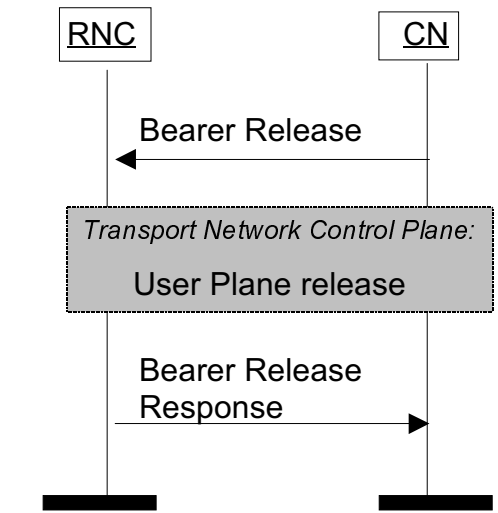 RNC
CN
Bearer Release
Transport Network Control Plane:
User Plane release
Bearer Release
Response